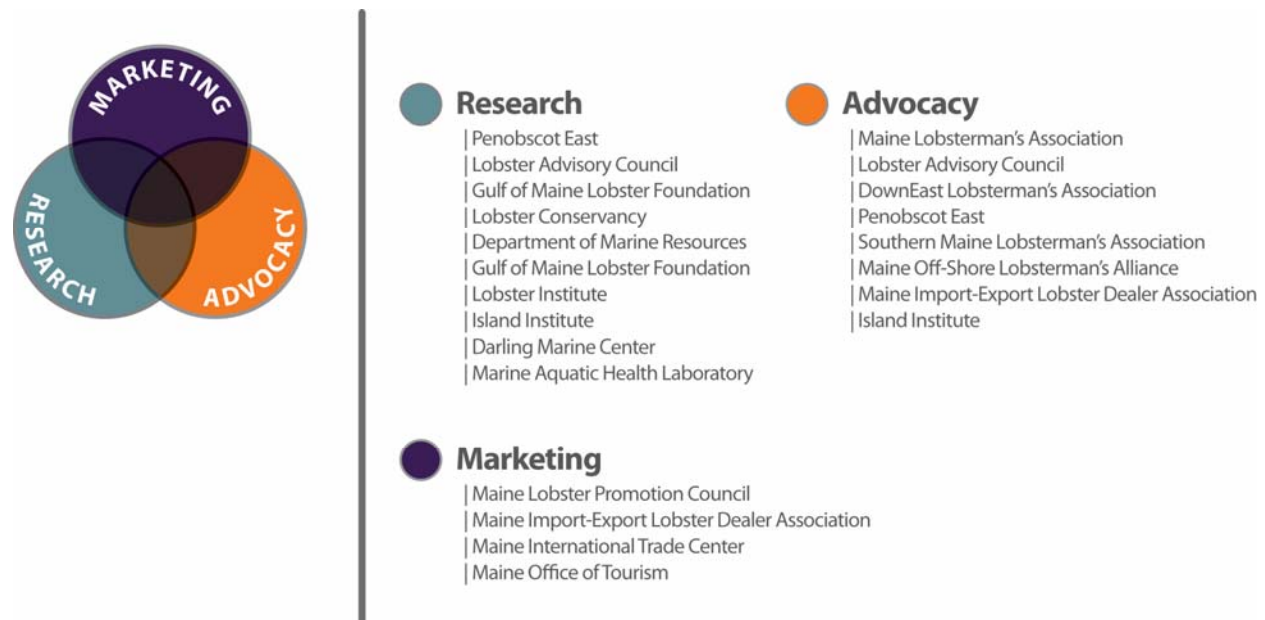 MARKETING
RESEARCH
ADVOCACY
Research
| Penobscot East
| Lobster Advisory Council
| Gulf of Maine Lobster Foundation
| Lobster Conservancy
| Department of Marine Resources
| Gulf of Maine Lobster Foundation
| Lobster Institute
| Island Institute
| Darling Marine Center
| Marine Aquatic Health Laboratory
Advocacy
| Maine Lobsterman's Association
| Lobster Advisory Council
| DownEast Lobsterman's Association
| Penobscot East
| Southern Maine Lobsterman's Association
| Maine Off-Shore Lobsterman's Alliance
| Maine Import-Export Lobster Dealer Association
| Island Institute
Marketing
| Maine Lobster Promotion Council
| Maine Import-Export Lobster Dealer Association
| Maine International Trade Center
| Maine Office of Tourism